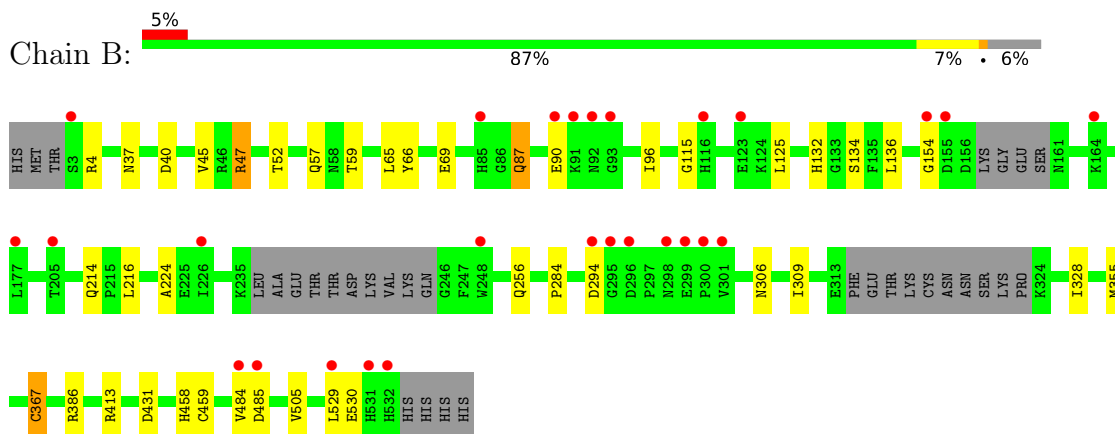 5%
Chain B:
87% 7% • 6%
HIS MET THR S3 R4 N37 D40 V45 R46 R47 T52 Q57 N58 T59 L65 Y66 E69 H85 G86 Q87 E90 K91 N92 G93 I96 G115 H116 E123 K124 L125 H132 G133 S134 F135 L136 G154 D155 D156 LYS GLY GLU SER N161 K164
L177 T205 Q214 P215 L216 A224 E225 I226 K235 LEU ALA GLU THR THR ASP LYS VAL LYS GLN G246 F247 W248 Q256 P284 D294 G295 D296 P297 N298 E299 P300 V301 N306 I309 E313 PHE GLU THR LYS CYS ASN ASN SER LYS PRO K324 I328 M355
C367 R386 R413 D431 H458 C459 V484 D485 V505 L529 E530 H531 H532 HIS HIS HIS HIS